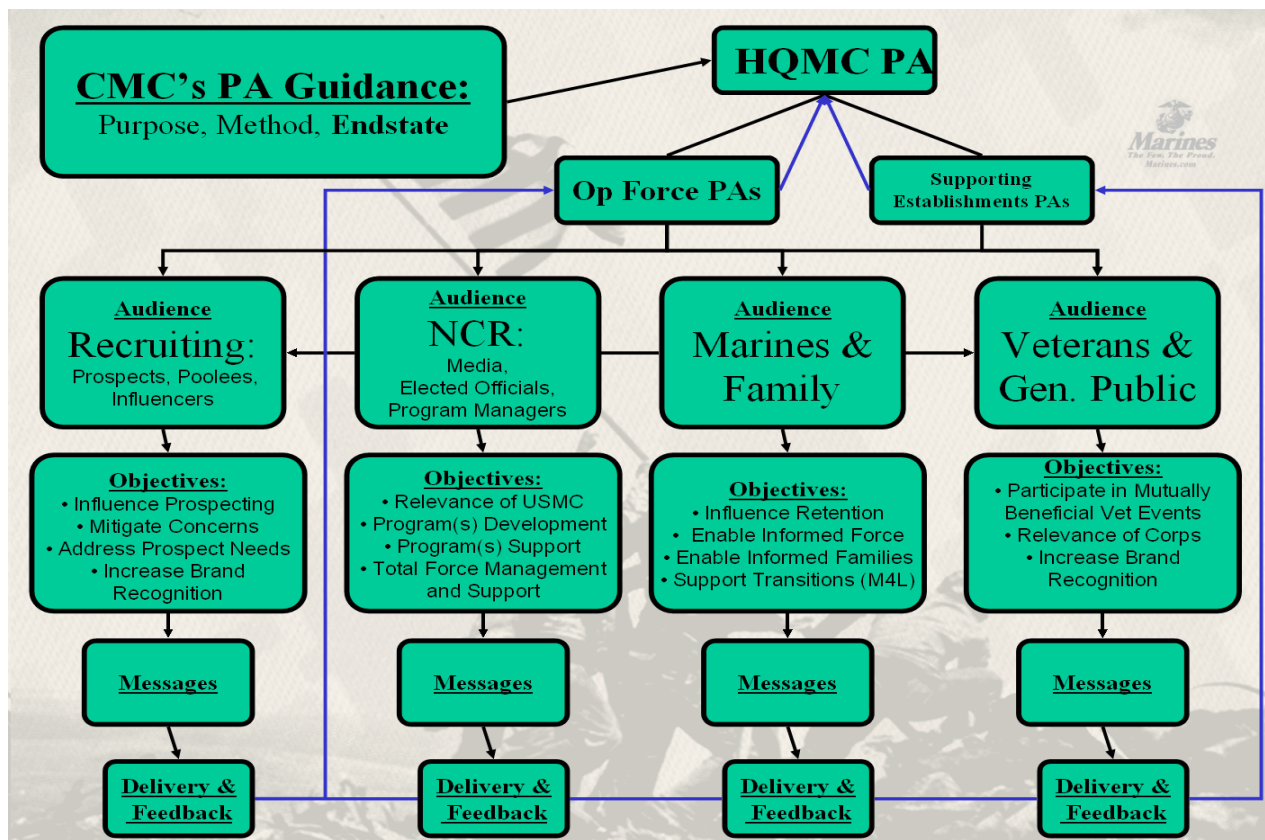 CMC's PA Guidance:
Purpose, Method, Endstate
HQMC PA
Marines
The Few. The Proud.
Marines.com
Op Force PAs
Supporting
Establishments PAs
Audience
Recruiting:
Prospects, Poolees,
Influencers
Audience
NCR:
Media,
Elected Officials,
Program Managers
Audience
Marines &
Family
Audience
Veterans &
Gen. Public
Objectives:
• Influence Prospecting
• Mitigate Concerns
• Address Prospect Needs
• Increase Brand
Recognition
Objectives:
• Relevance of USMC
• Program(s) Development
• Program(s) Support
• Total Force Management
and Support
Objectives:
• Influence Retention
• Enable Informed Force
• Enable Informed Families
• Support Transitions (M4L)
Objectives:
• Participate in Mutually
Beneficial Vet Events
• Relevance of Corps
• Increase Brand
Recognition
Messages
Messages
Messages
Messages
Delivery &
Feedback
Delivery &
Feedback
Delivery &
Feedback
Delivery &
Feedback